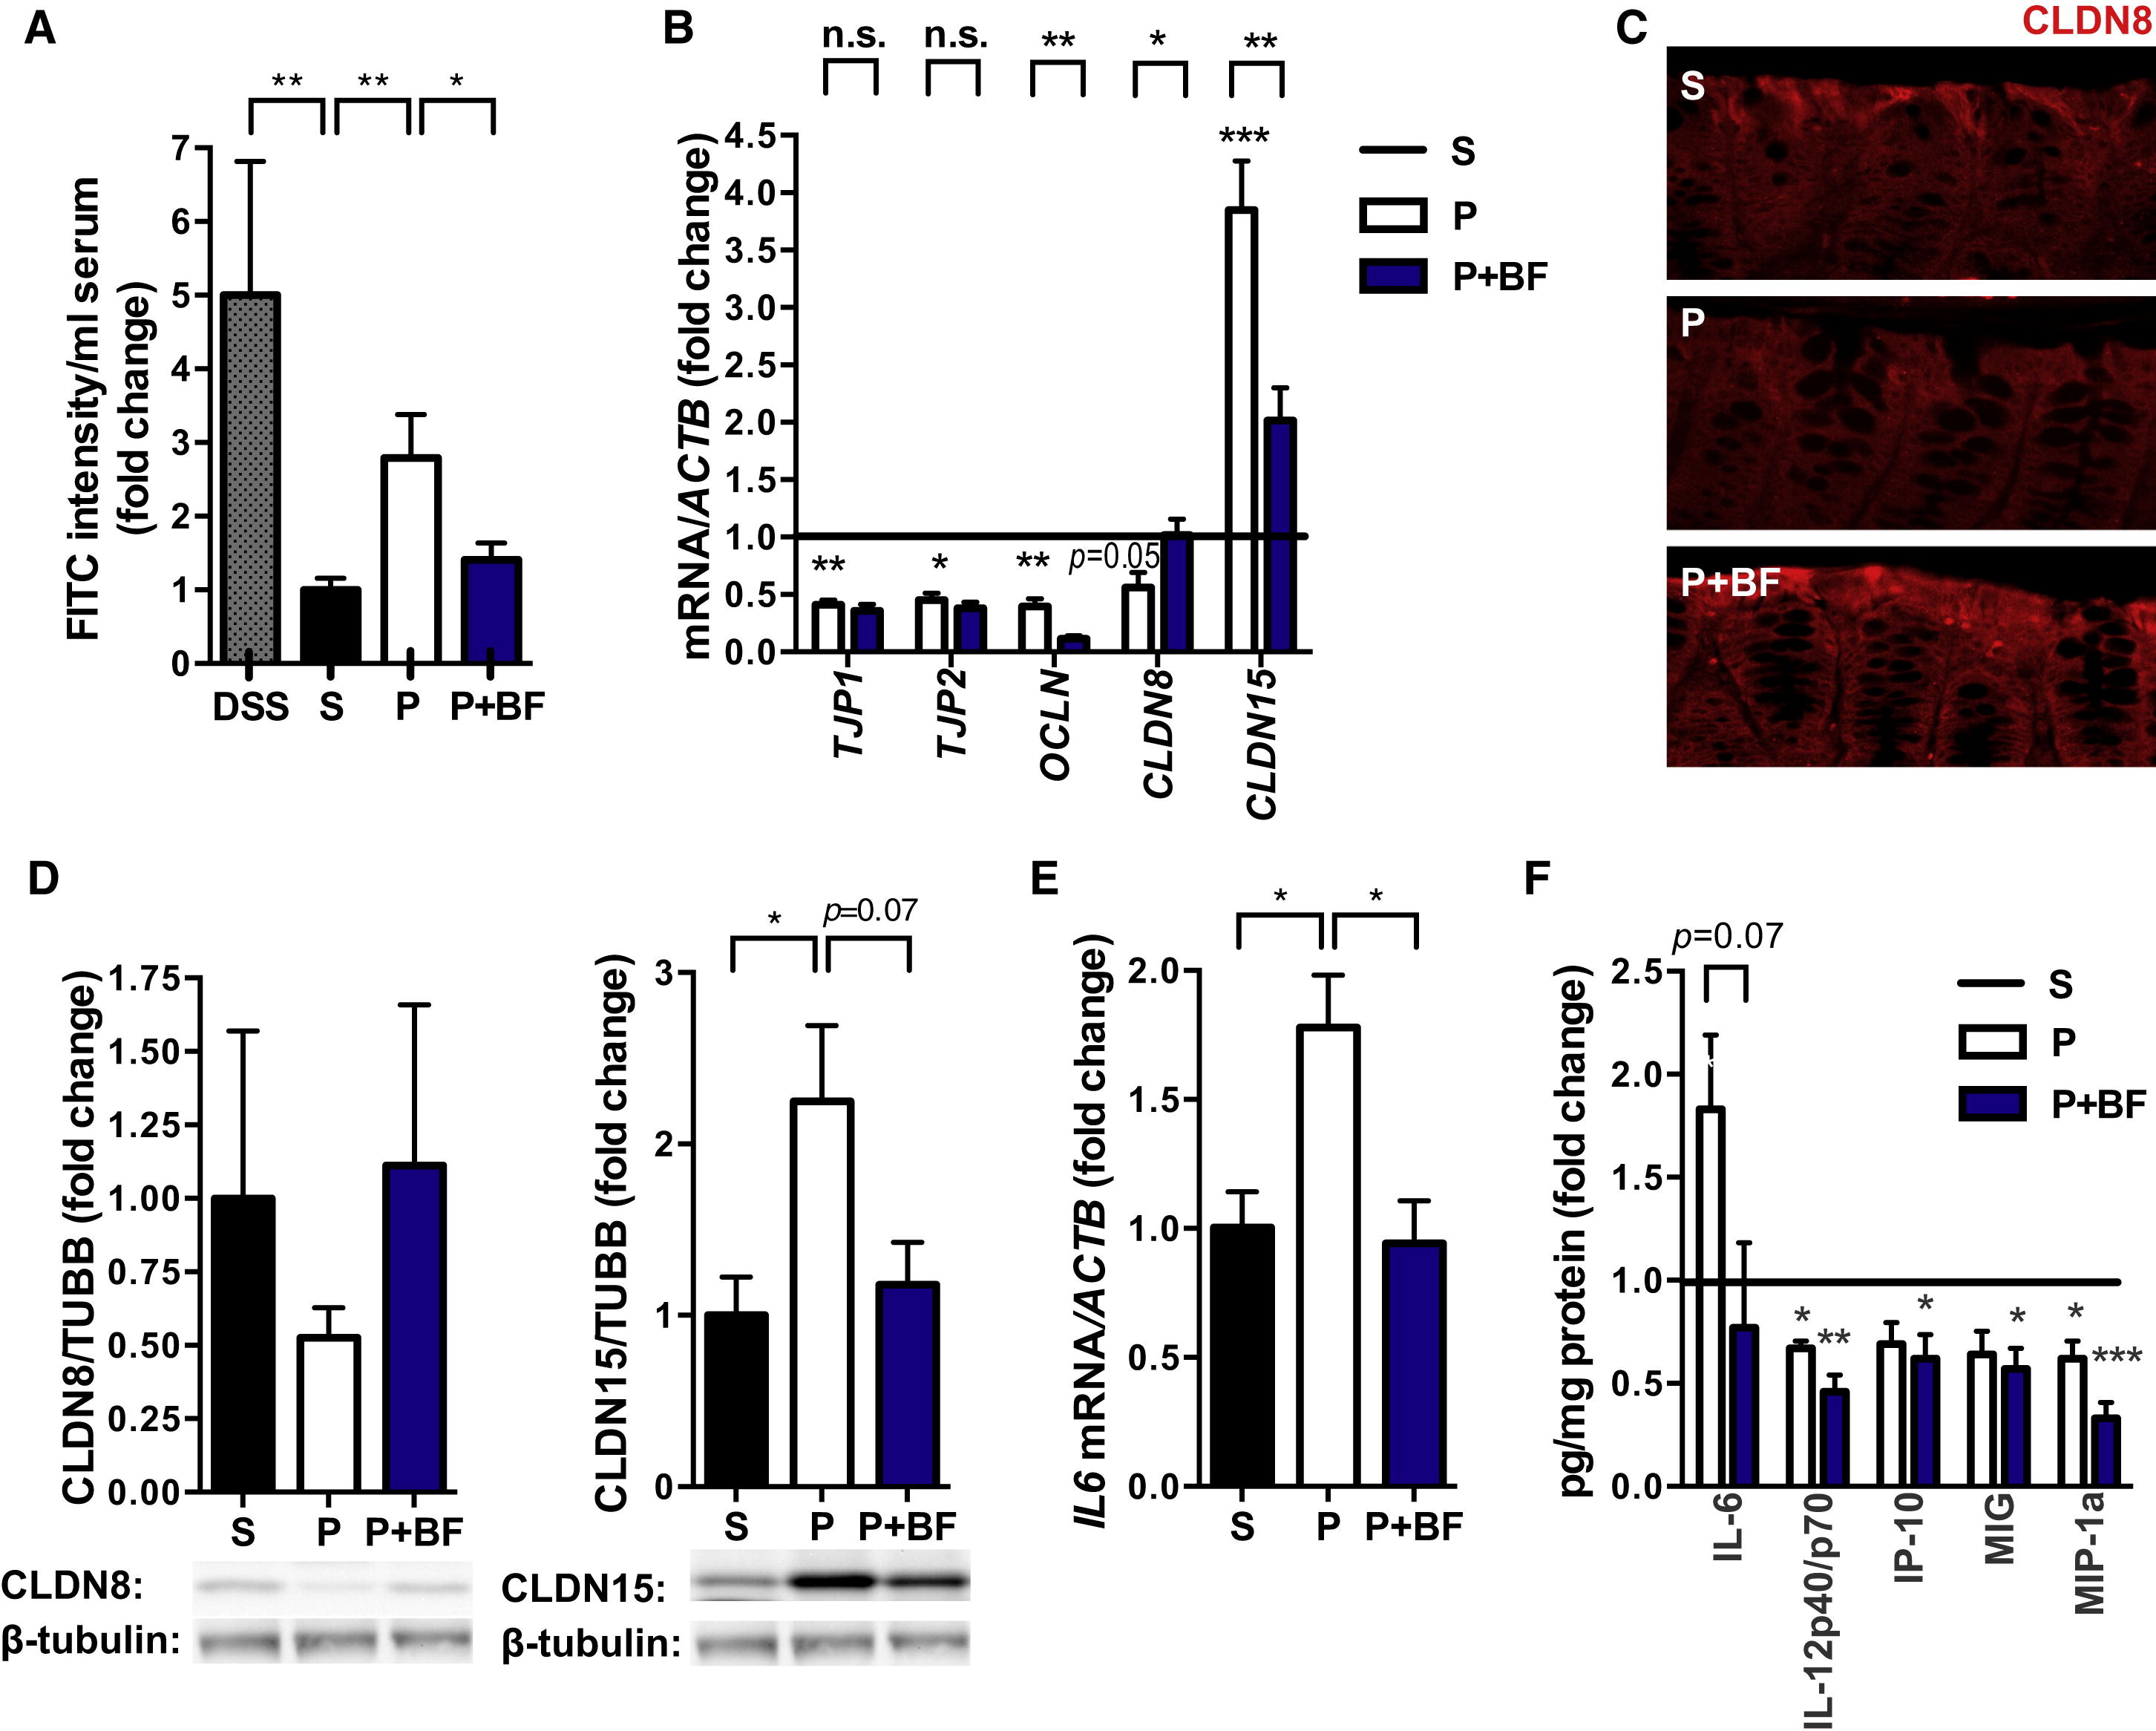 A
** ** *
FITC intensity/ml serum
(fold change)
7
6
5
4
3
2
1
0
DSS S P P+BF
B
n.s. n.s. ** * **
mRNA/ACTB (fold change)
4.5
4.0
3.5
3.0
2.5
2.0
1.5
1.0
0.5
0.0
***
** * ** p=0.05
TJP1 TJP2 OCLN CLDN8 CLDN15
S
P
P+BF
C
CLDN8
S
P
P+BF
D
CLDN8/TUBB (fold change)
1.75
1.50
1.25
1.00
0.75
0.50
0.25
0.00
S P P+BF
CLDN8:
β-tubulin:
* p=0.07
CLDN15/TUBB (fold change)
3
2
1
0
S P P+BF
CLDN15:
β-tubulin:
E
* *
IL6 mRNA/ACTB (fold change)
2.0
1.5
1.0
0.5
0.0
S P P+BF
F
p=0.07
pg/mg protein (fold change)
2.5
2.0
1.5
1.0
0.5
0.0
* ** * * * ***
IL-6 IL-12p40/p70 IP-10 MIG MIP-1a
S
P
P+BF